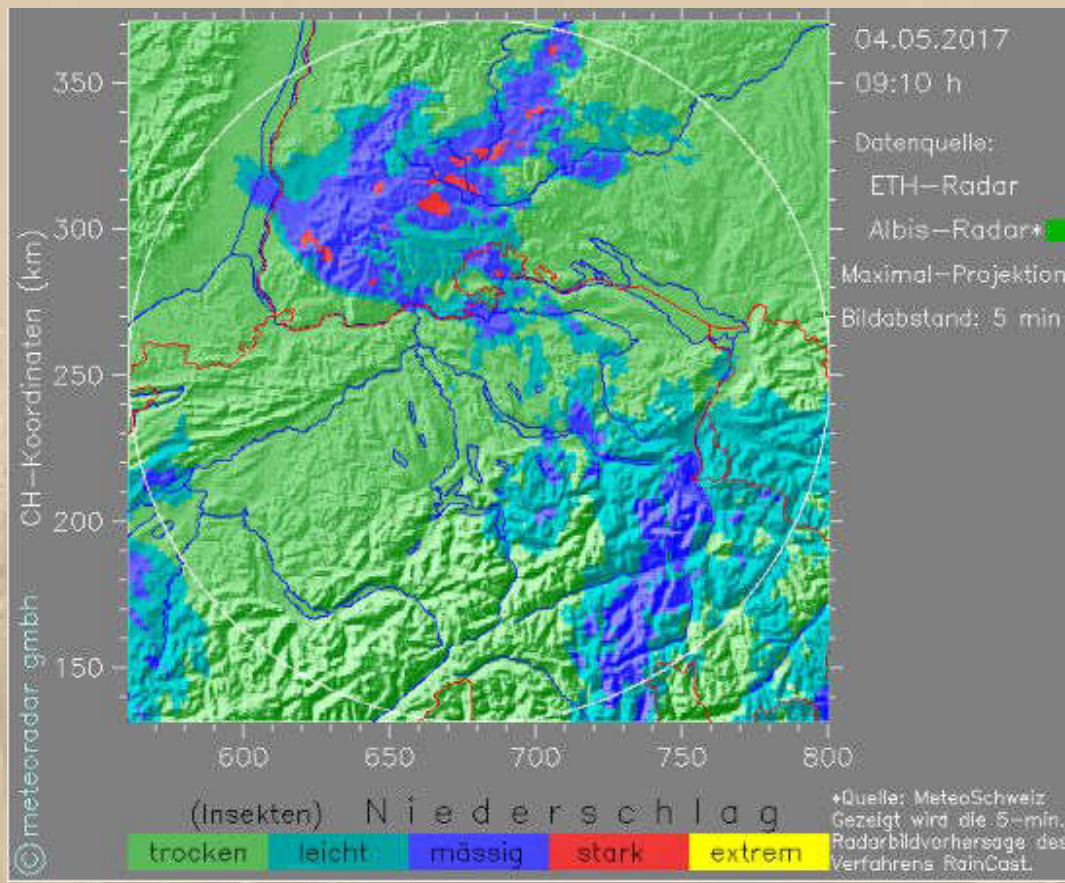 04.05.2017
09:10 h
Datenquelle:
ETH-Radar
Albis-Radar*
Maximal-Projektion
Bildabstand: 5 min
350
300
250
200
150
CH-Koordinaten (km)
© meteoradar gmbh
600 650 700 750 800
(Insekten) Niederschlag
trocken leicht mässig stark extrem
*Quelle: MeteoSchweiz
Gezeigt wird die 5-min.
Radarbildvorhersage des
Verfahrens RainCast.